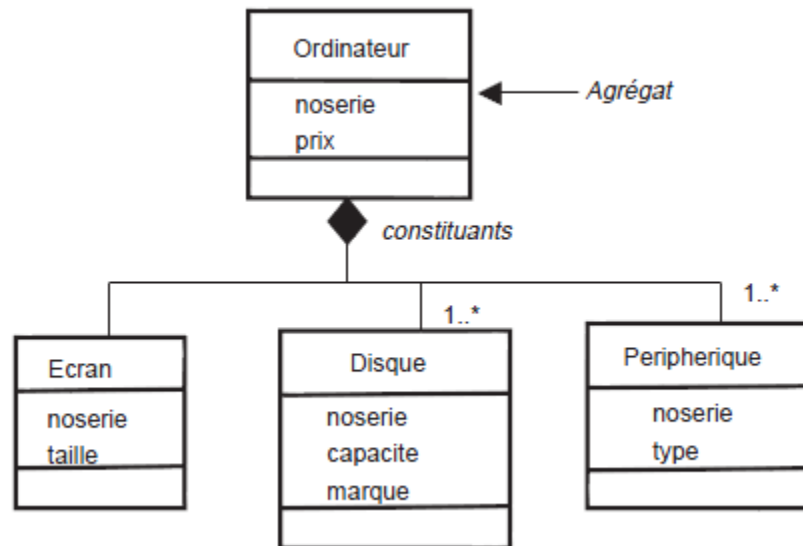 Ordinateur
noserie
prix
Agrégat
constituants
1..*
1..*
Ecran
noserie
taille
Disque
noserie
capacite
marque
Peripherique
noserie
type